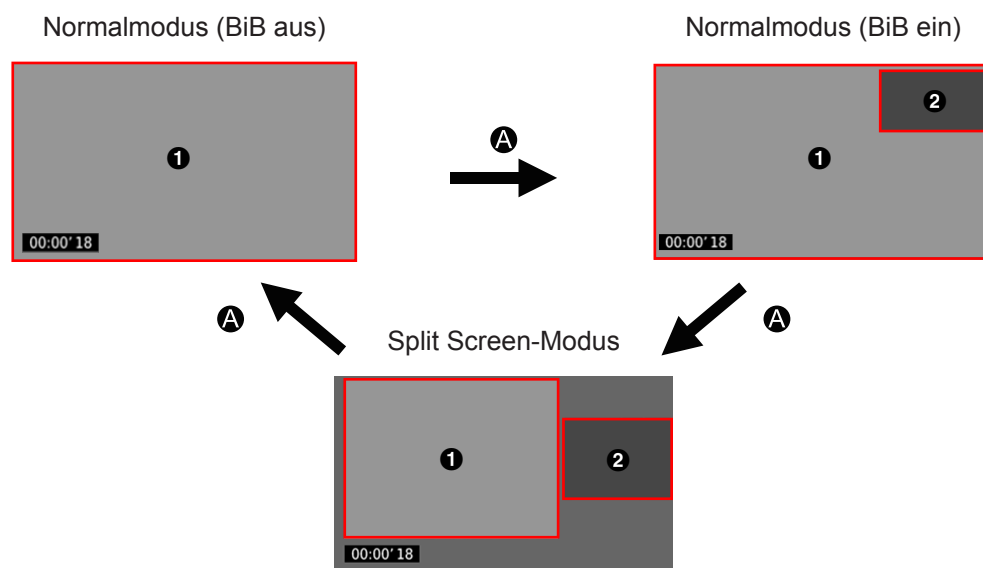 Normalmodus (BiB aus)
Normalmodus (BiB ein)
❶
00:00’18
A
❷
❶
00:00’18
A
A
Split Screen-Modus
❶
❷
00:00’18